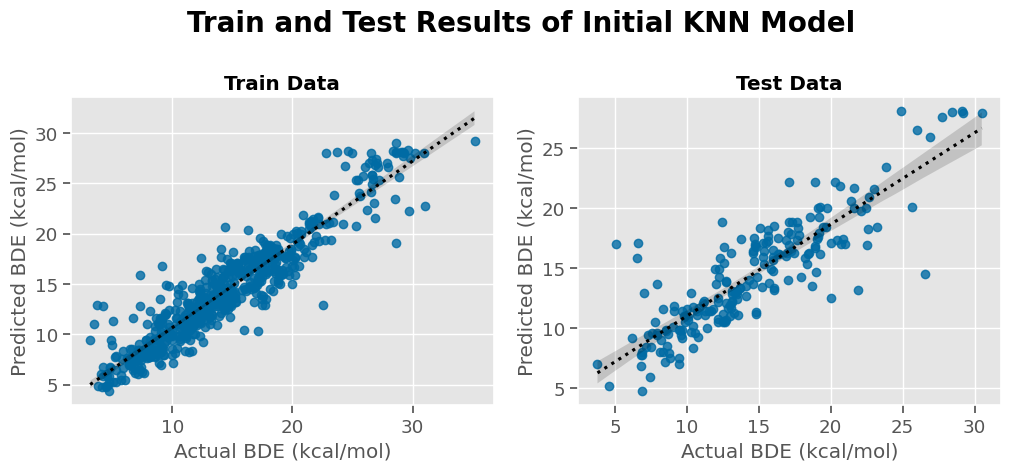 Train and Test Results of Initial KNN Model
Train Data
Predicted BDE (kcal/mol)
30
25
20
15
10
5
10
20
30
Actual BDE (kcal/mol)
Test Data
Predicted BDE (kcal/mol)
25
20
15
10
5
5
10
15
20
25
30
Actual BDE (kcal/mol)